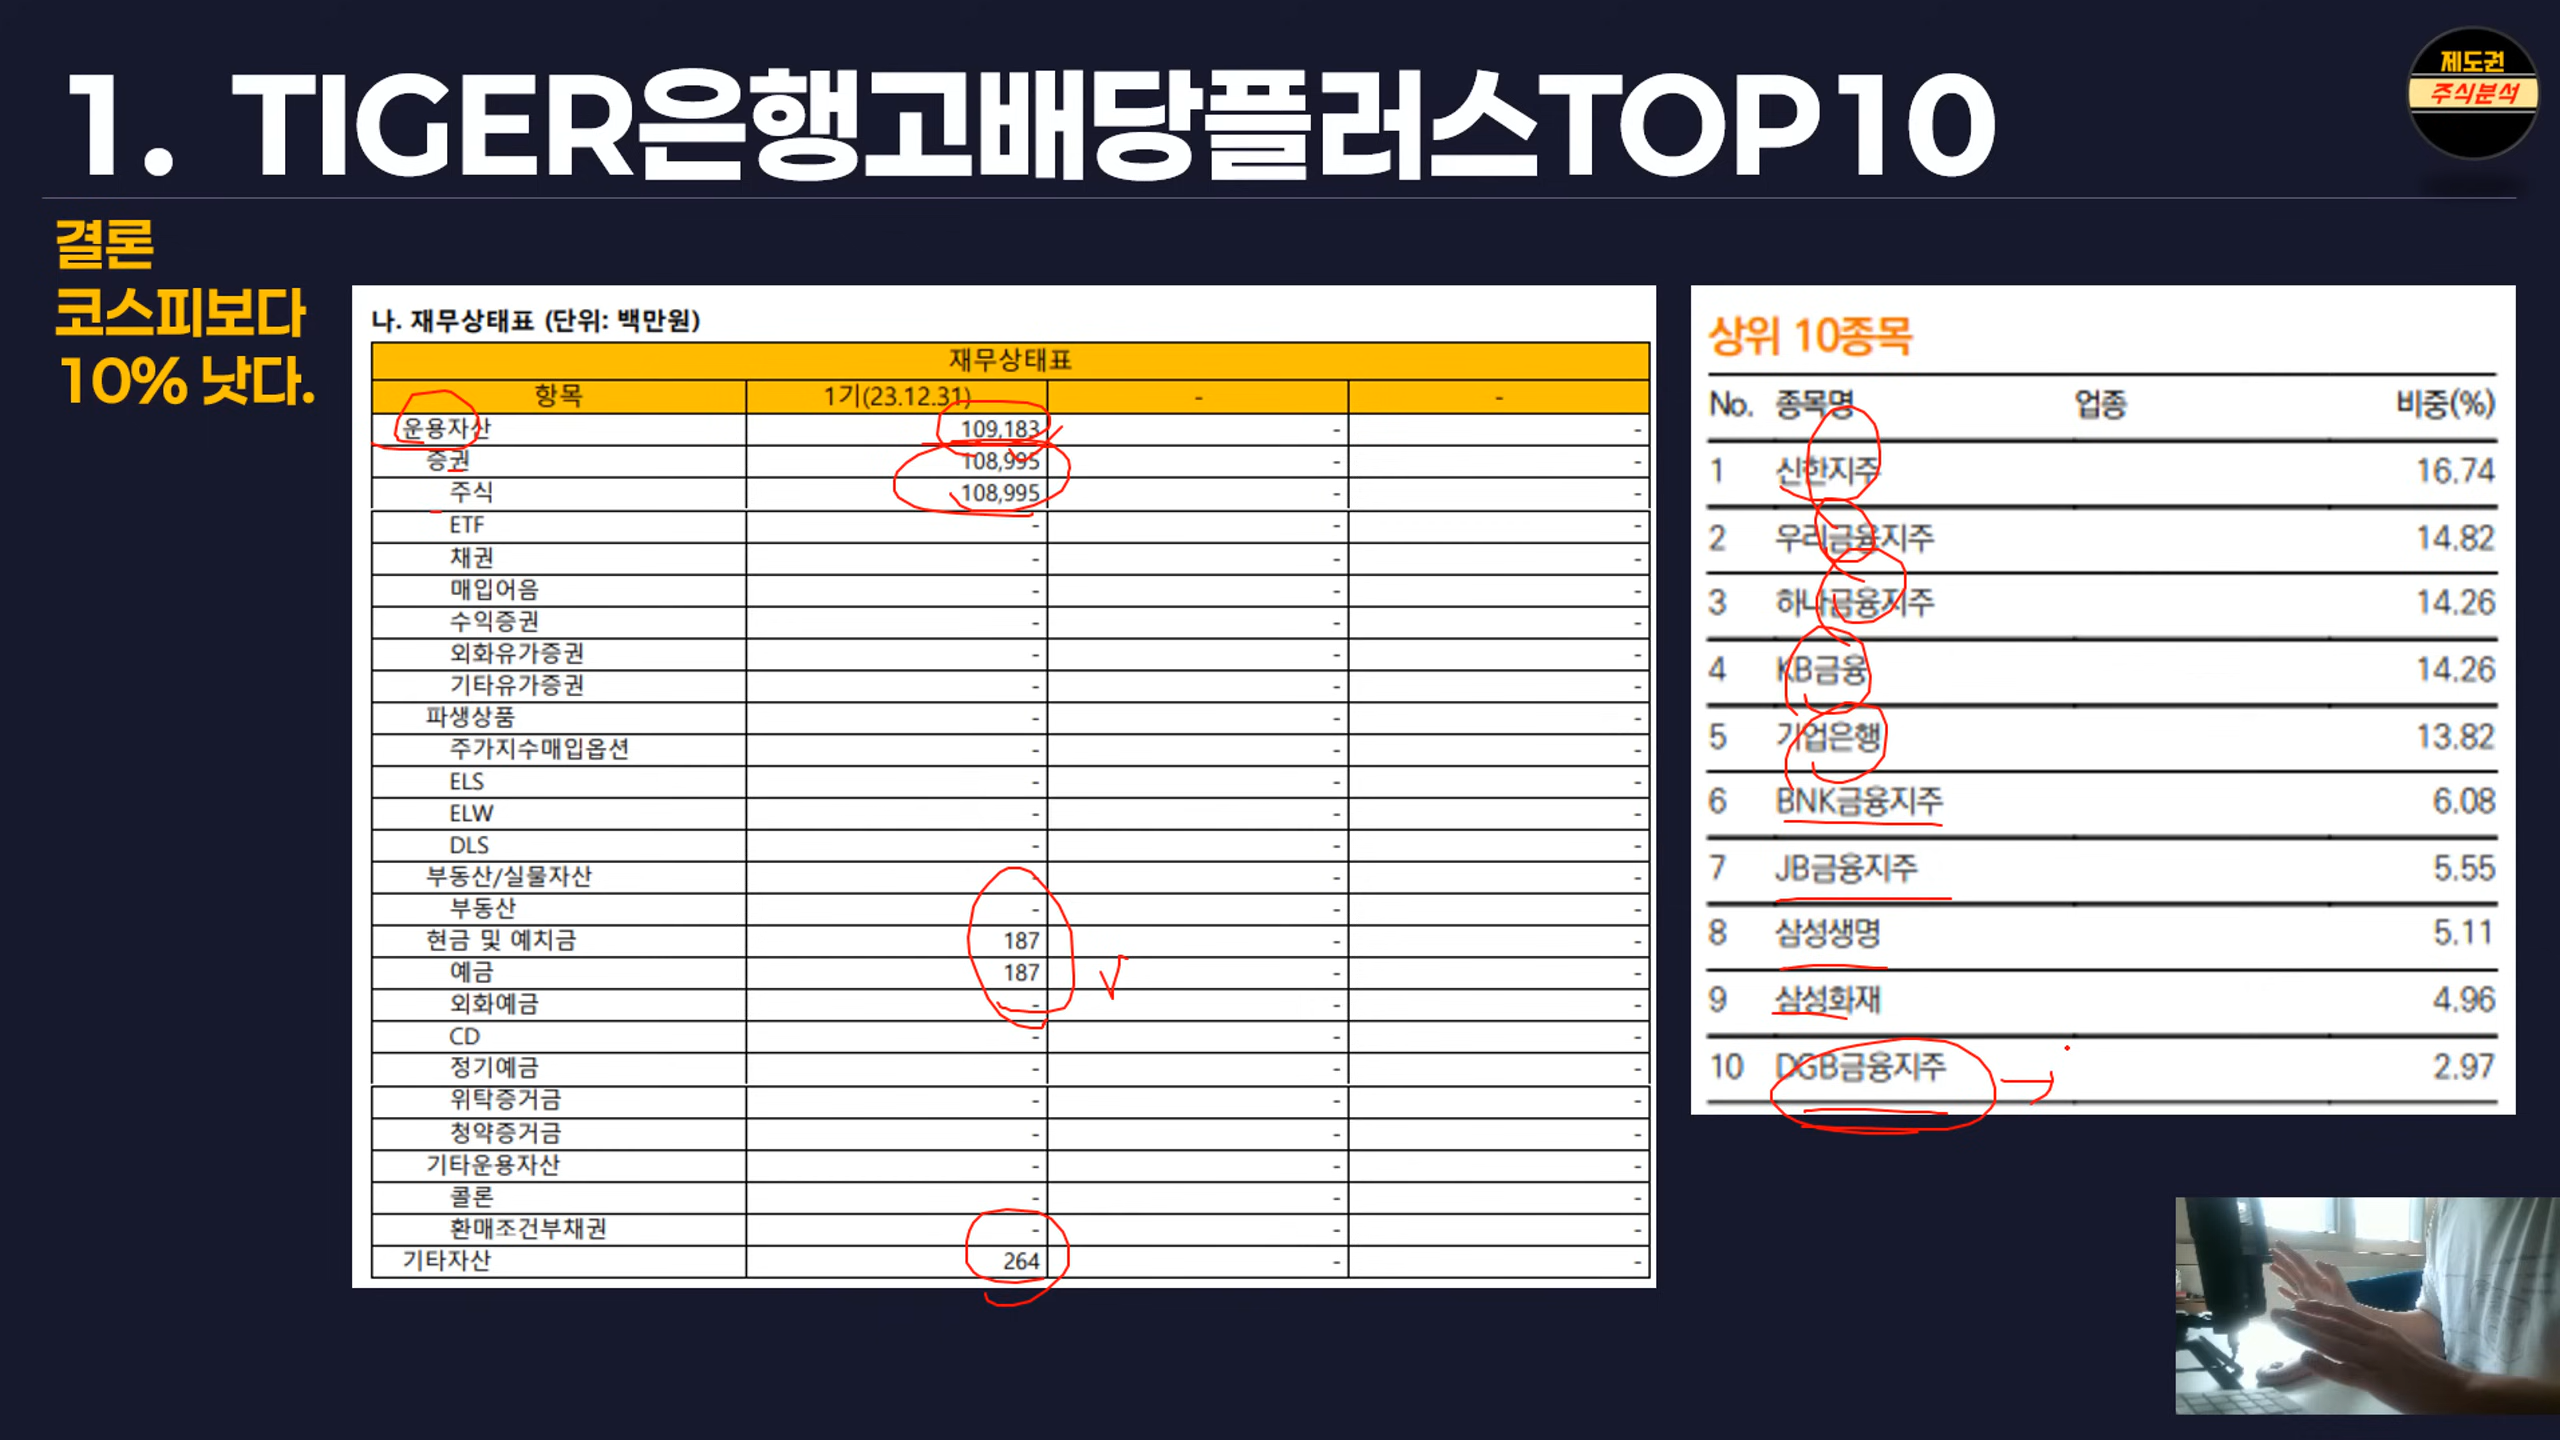 1. TIGER은행고배당플러스TOP10
제도권
주식분석
결론
코스피보다
10% 낫다.
나. 재무상태표 (단위: 백만원)
재무상태표
항목 1기(23.12.31) - -
운용자산 109,183 - -
증권 108,995 - -
주식 108,995 - -
ETF - - -
채권 - - -
매입어음 - - -
수익증권 - - -
외화유가증권 - - -
기타유가증권 - - -
파생상품 - - -
주가지수매입옵션 - - -
ELS - - -
ELW - - -
DLS - - -
부동산/실물자산 - - -
부동산 - - -
현금 및 예치금 187 - -
예금 187 - -
외화예금 - - -
CD - - -
정기예금 - - -
위탁증거금 - - -
청약증거금 - - -
기타운용자산 - - -
콜론 - - -
환매조건부채권 - - -
기타자산 264 - -
상위 10종목
No. 종목명 업종 비중(%)
1 신한지주 16.74
2 우리금융지주 14.82
3 하나금융지주 14.26
4 KB금융 14.26
5 기업은행 13.82
6 BNK금융지주 6.08
7 JB금융지주 5.55
8 삼성생명 5.11
9 삼성화재 4.96
10 DGB금융지주 2.97